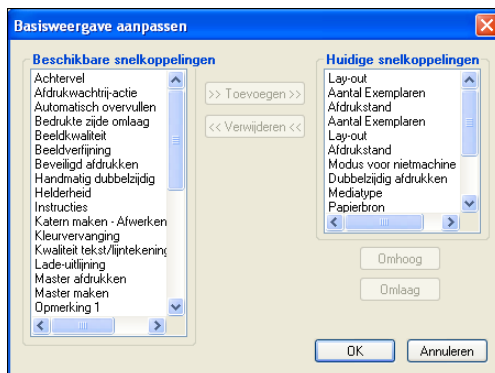 Basisweergave aanpassen
Beschikbare snelkoppelingen
Achtervel
Afdrukwachtrij-actie
Automatisch overvullen
Bedrukte zijde omlaag
Beeldkwaliteit
Beeldverfijning
Beveiligd afdrukken
Handmatig dubbelzijdig
Helderheid
Instructies
Katern maken - Afwerken
Kleurvervanging
Kwaliteit tekst/lijntekening
Lade-uitlijning
Master afdrukken
Master maken
Opmerking 1
>> Toevoegen >>
<< Verwijderen <<
Huidige snelkoppelingen
Lay-out
Aantal Exemplaren
Afdrukstand
Aantal Exemplaren
Lay-out
Afdrukstand
Modus voor nietmachine
Dubbelzijdig afdrukken
Mediatype
Papierbron
Omhoog
Omlaag
OK
Annuleren